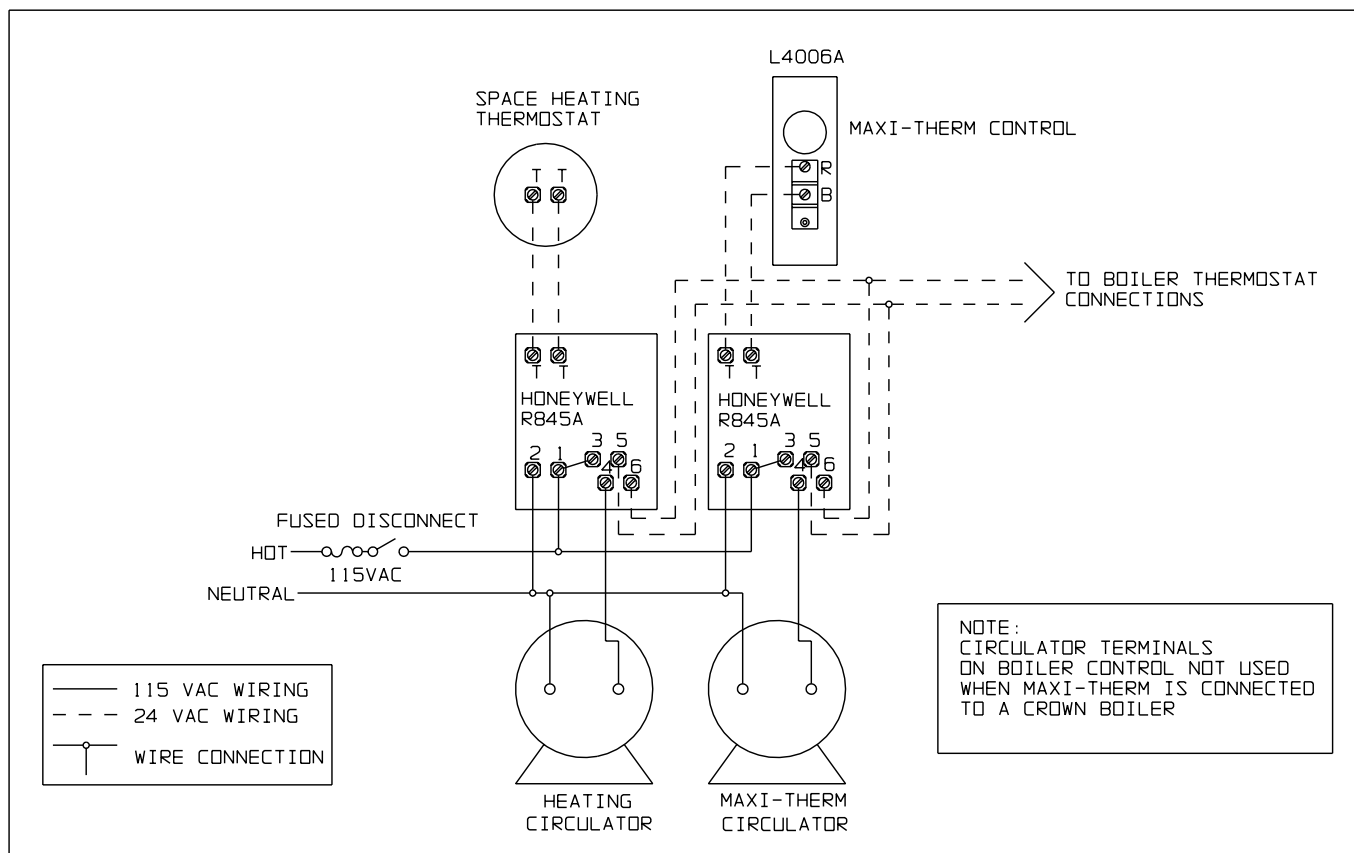 L4006A
SPACE HEATING
THERMOSTAT
MAXI-THERM CONTROL
T T
R
B
TO BOILER THERMOSTAT
CONNECTIONS
T T
HONEYWELL
R845A
2 1 3 5
4 6
T T
HONEYWELL
R845A
2 1 3 5
4 6
FUSED DISCONNECT
HOT
115VAC
NEUTRAL
NOTE:
CIRCULATOR TERMINALS
ON BOILER CONTROL NOT USED
WHEN MAXI-THERM IS CONNECTED
TO A CROWN BOILER
115 VAC WIRING
24 VAC WIRING
WIRE CONNECTION
HEATING
CIRCULATOR
MAXI-THERM
CIRCULATOR